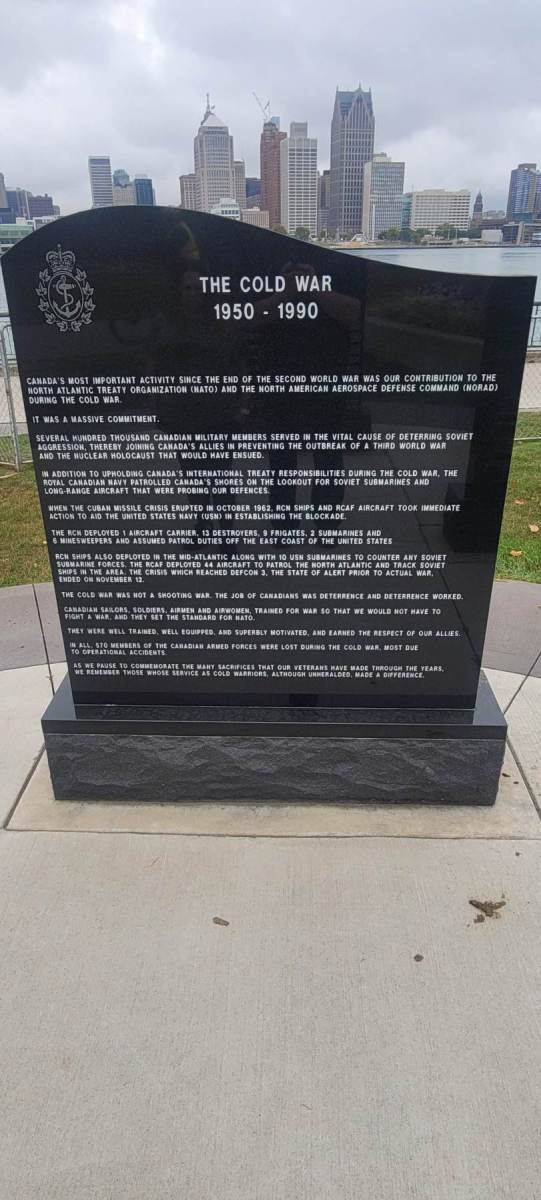 THE COLD WAR
1950 - 1990
CANADA'S MOST IMPORTANT ACTIVITY SINCE THE END OF THE SECOND WORLD WAR WAS OUR CONTRIBUTION TO THE
NORTH ATLANTIC TREATY ORGANIZATION (NATO) AND THE NORTH AMERICAN AEROSPACE DEFENSE COMMAND (NORAD)
DURING THE COLD WAR.
IT WAS A MASSIVE COMMITMENT.
SEVERAL HUNDRED THOUSAND CANADIAN MILITARY MEMBERS SERVED IN THE VITAL CAUSE OF DETERRING SOVIET
AGGRESSION, THEREBY JOINING CANADA'S ALLIES IN PREVENTING THE OUTBREAK OF A THIRD WORLD WAR
AND THE NUCLEAR HOLOCAUST THAT WOULD HAVE ENSUED.
IN ADDITION TO UPHOLDING CANADA'S INTERNATIONAL TREATY RESPONSIBILITIES DURING THE COLD WAR, THE
ROYAL CANADIAN NAVY PATROLLED CANADA'S SHORES ON THE LOOKOUT FOR SOVIET SUBMARINES AND
LONG-RANGE AIRCRAFT THAT WERE PROBING OUR DEFENCES.
WHEN THE CUBAN MISSILE CRISIS ERUPTED IN OCTOBER 1962, RCN SHIPS AND RCAF AIRCRAFT TOOK IMMEDIATE
ACTION TO AID THE UNITED STATES NAVY (USN) IN ESTABLISHING THE BLOCKADE.
THE RCN DEPLOYED 1 AIRCRAFT CARRIER, 13 DESTROYERS, 9 FRIGATES, 2 SUBMARINES AND
6 MINESWEEPERS AND ASSUMED PATROL DUTIES OFF THE EAST COAST OF THE UNITED STATES
RCN SHIPS ALSO DEPLOYED IN THE MID-ATLANTIC ALONG WITH 10 USN SUBMARINES TO COUNTER ANY SOVIET
SUBMARINE FORCES. THE RCAF DEPLOYED 44 AIRCRAFT TO PATROL THE NORTH ATLANTIC AND TRACK SOVIET
SHIPS IN THE AREA. THE CRISIS WHICH REACHED DEFCON 3, THE STATE OF ALERT PRIOR TO ACTUAL WAR,
ENDED ON NOVEMBER 12.
THE COLD WAR WAS NOT A SHOOTING WAR. THE JOB OF CANADIANS WAS DETERRENCE AND DETERRENCE WORKED.
CANADIAN SAILORS, SOLDIERS, AIRMEN AND AIRWOMEN, TRAINED FOR WAR SO THAT WE WOULD NOT HAVE TO
FIGHT A WAR, AND THEY SET THE STANDARD FOR NATO.
THEY WERE WELL TRAINED, WELL EQUIPPED, AND SUPERBLY MOTIVATED, AND EARNED THE RESPECT OF OUR ALLIES.
IN ALL, 570 MEMBERS OF THE CANADIAN ARMED FORCES WERE LOST DURING THE COLD WAR, MOST DUE
TO OPERATIONAL ACCIDENTS.
AS WE PAUSE TO COMMEMORATE THE MANY SACRIFICES THAT OUR VETERANS HAVE MADE THROUGH THE YEARS,
WE REMEMBER THOSE WHOSE SERVICE AS COLD WARRIORS, ALTHOUGH UNHERALDED, MADE A DIFFERENCE.